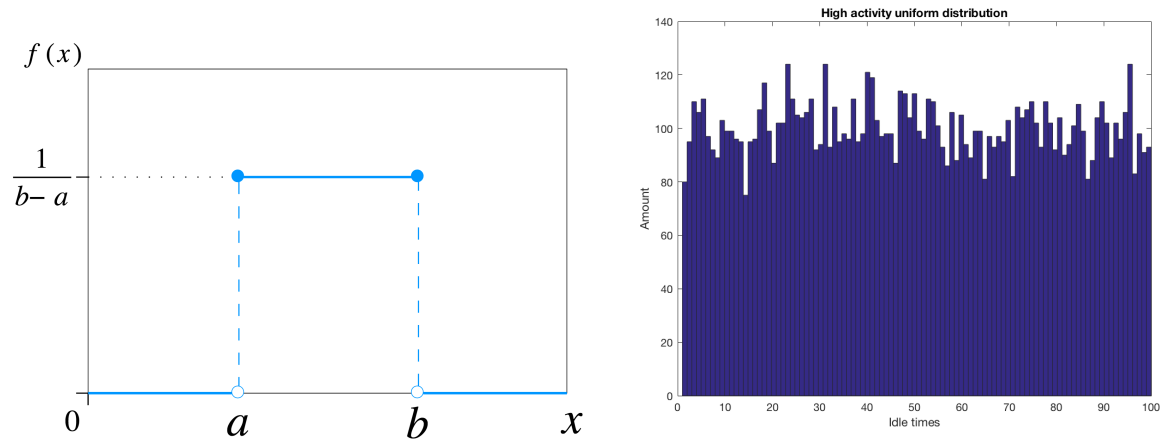 f (x)
1
b− a
0
a
b
x
High activity uniform distribution
Amount
140
120
100
80
60
40
20
0
0 10 20 30 40 50 60 70 80 90 100
Idle times